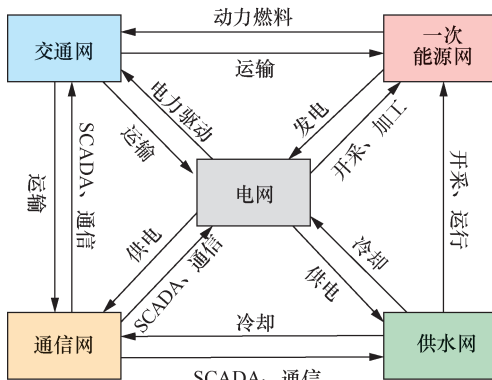 动力燃料
交通网
一次
能源网
运输
电力驱动
发电
运输
开采、加工
SCADA、通信
运输
电网
开采、运行
供电
SCADA、通信
冷却
供电
通信网
冷却
供水网
SCADA、通信